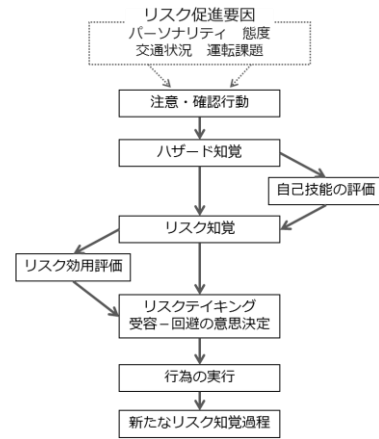 リスク促進要因
パーソナリティ　態度
交通状況　運転課題
注意・確認行動
ハザード知覚
自己技能の評価
リスク知覚
リスク効用評価
リスクテイキング
受容－回避の意思決定
行為の実行
新たなリスク知覚過程